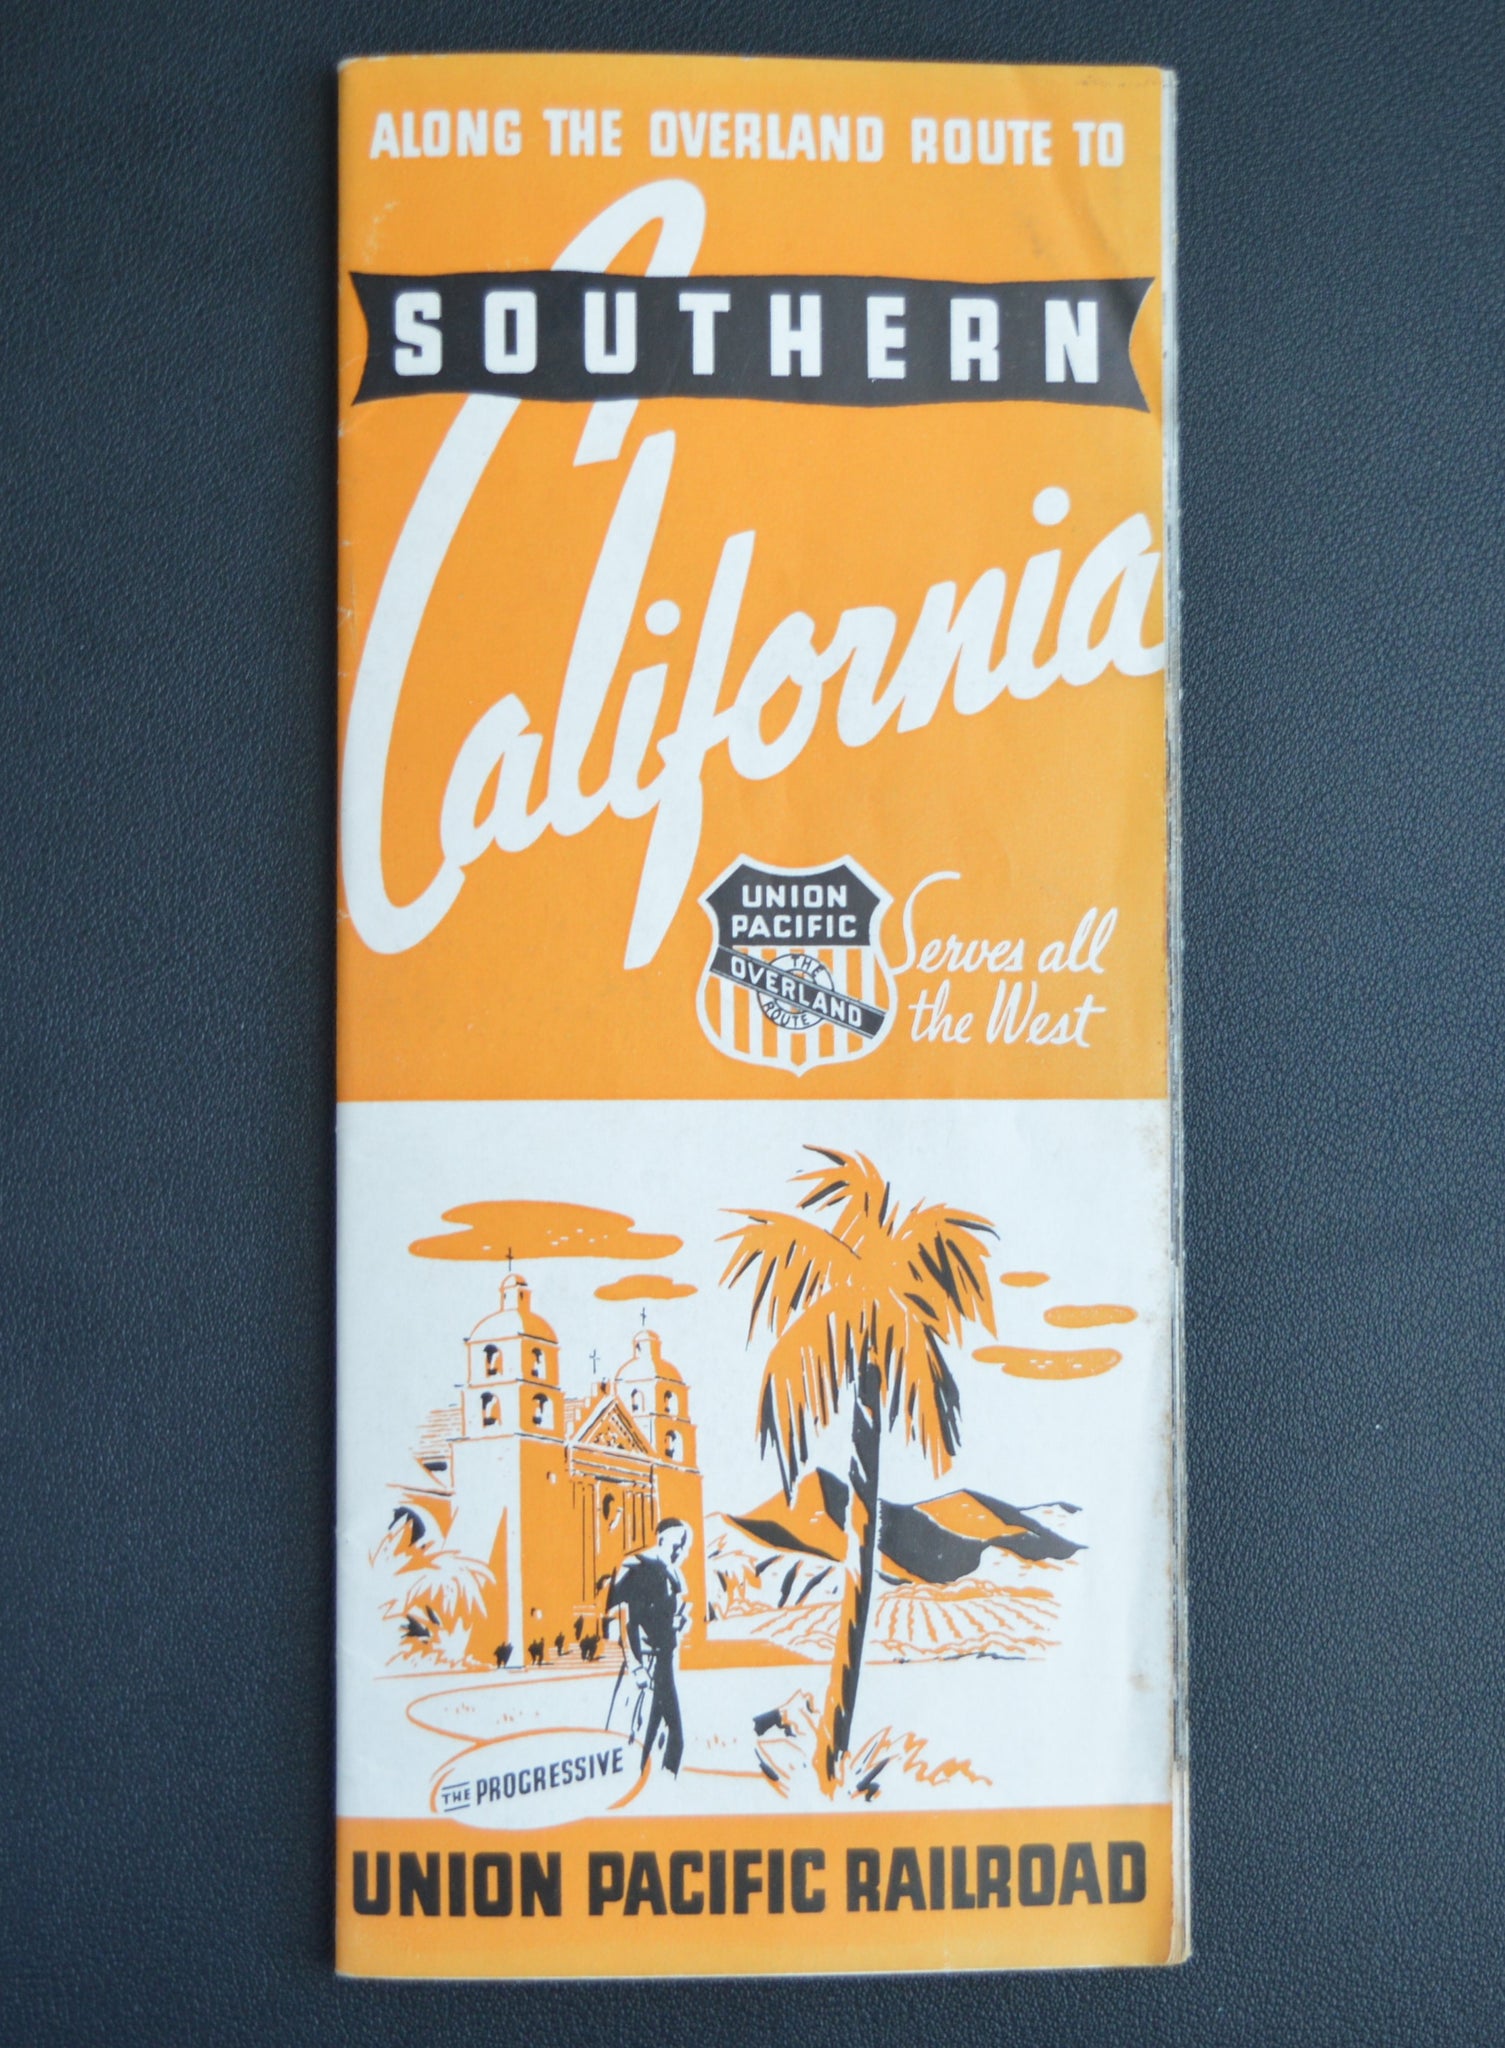 ALONG THE OVERLAND ROUTE TO
SOUTHERN
California
UNION
PACIFIC
THE
OVERLAND
ROUTE
Serves all
the West
THE PROGRESSIVE
UNION PACIFIC RAILROAD